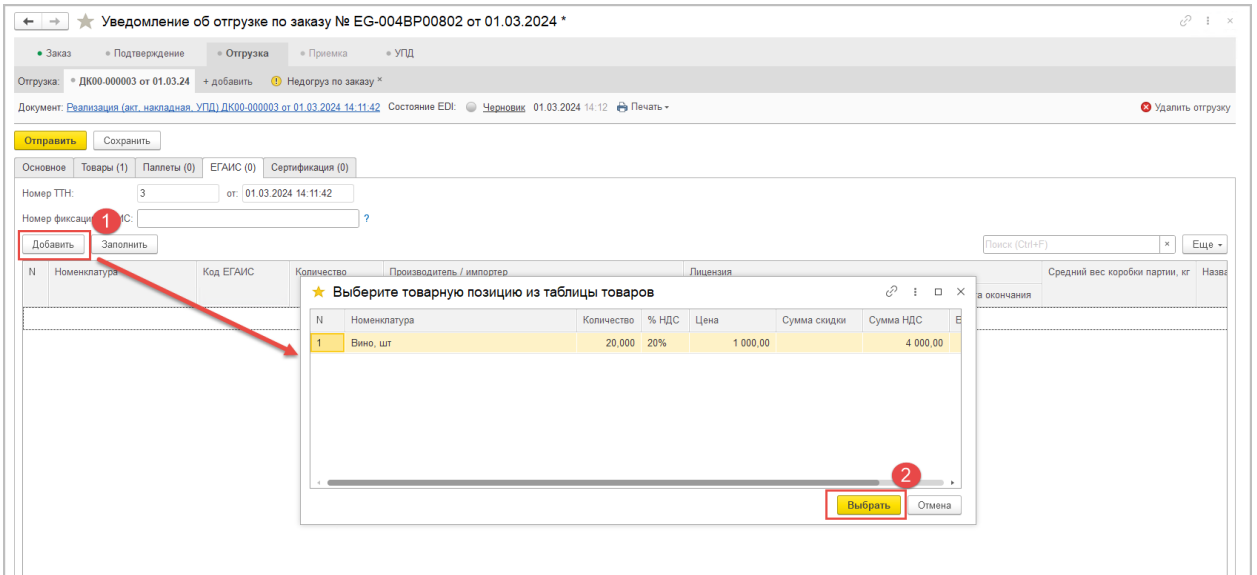 Уведомление об отгрузке по заказу № EG-004BP00802 от 01.03.2024 *
Заказ Подтверждение Отгрузка Приемка УПД
Отгрузка: ДК00-000003 от 01.03.24 + добавить Недогруз по заказу ×
Документ: Реализация (акт, накладная, УПД) ДК00-000003 от 01.03.2024 14:11:42 Состояние EDI: Черновик 01.03.2024 14:12 Печать Удалить отгрузку
Отправить Сохранить
Основное Товары (1) Паллеты (0) ЕГАИС (0) Сертификация (0)
Номер ТТН: 3 от: 01.03.2024 14:11:42
Номер фиксаци ИС: ?
1
Добавить Заполнить Поиск (Ctrl+F) × Еще
N Номенклатура Код ЕГАИС Количество Производитель / импортер Лицензия Средний вес коробки партии, кг Назва
а окончания
Выберите товарную позицию из таблицы товаров
N Номенклатура Количество % НДС Цена Сумма скидки Сумма НДС Е
1 Вино, шт 20,000 20% 1 000,00 4 000,00
2
Выбрать Отмена